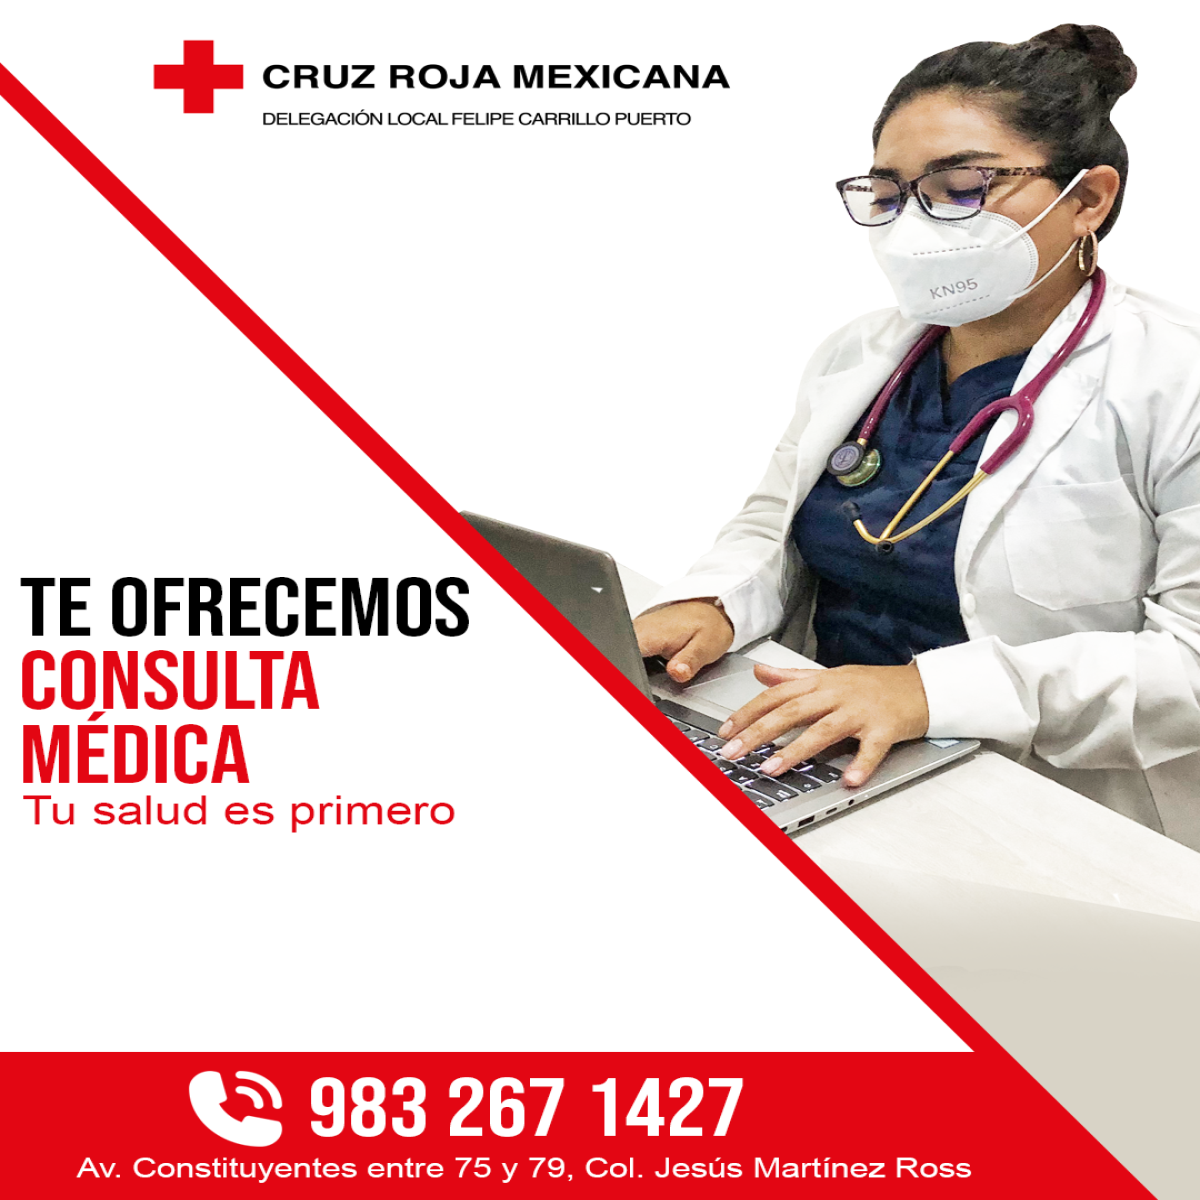 CRUZ ROJA MEXICANA
DELEGACIÓN LOCAL FELIPE CARRILLO PUERTO
KN95
TE OFRECEMOS
CONSULTA
MÉDICA
Tu salud es primero
983 267 1427
Av. Constituyentes entre 75 y 79, Col. Jesús Martínez Ross